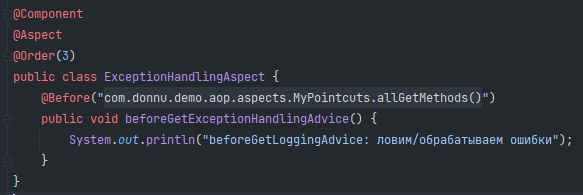 @Component
@Aspect
@Order(3)
public class ExceptionHandlingAspect {
@Before("com.donnu.demo.aop.aspects.MyPointcuts.allGetMethods()")
public void beforeGetExceptionHandlingAdvice() {
System.out.println("beforeGetLoggingAdvice: ловим/обрабатываем ошибки");
}
}